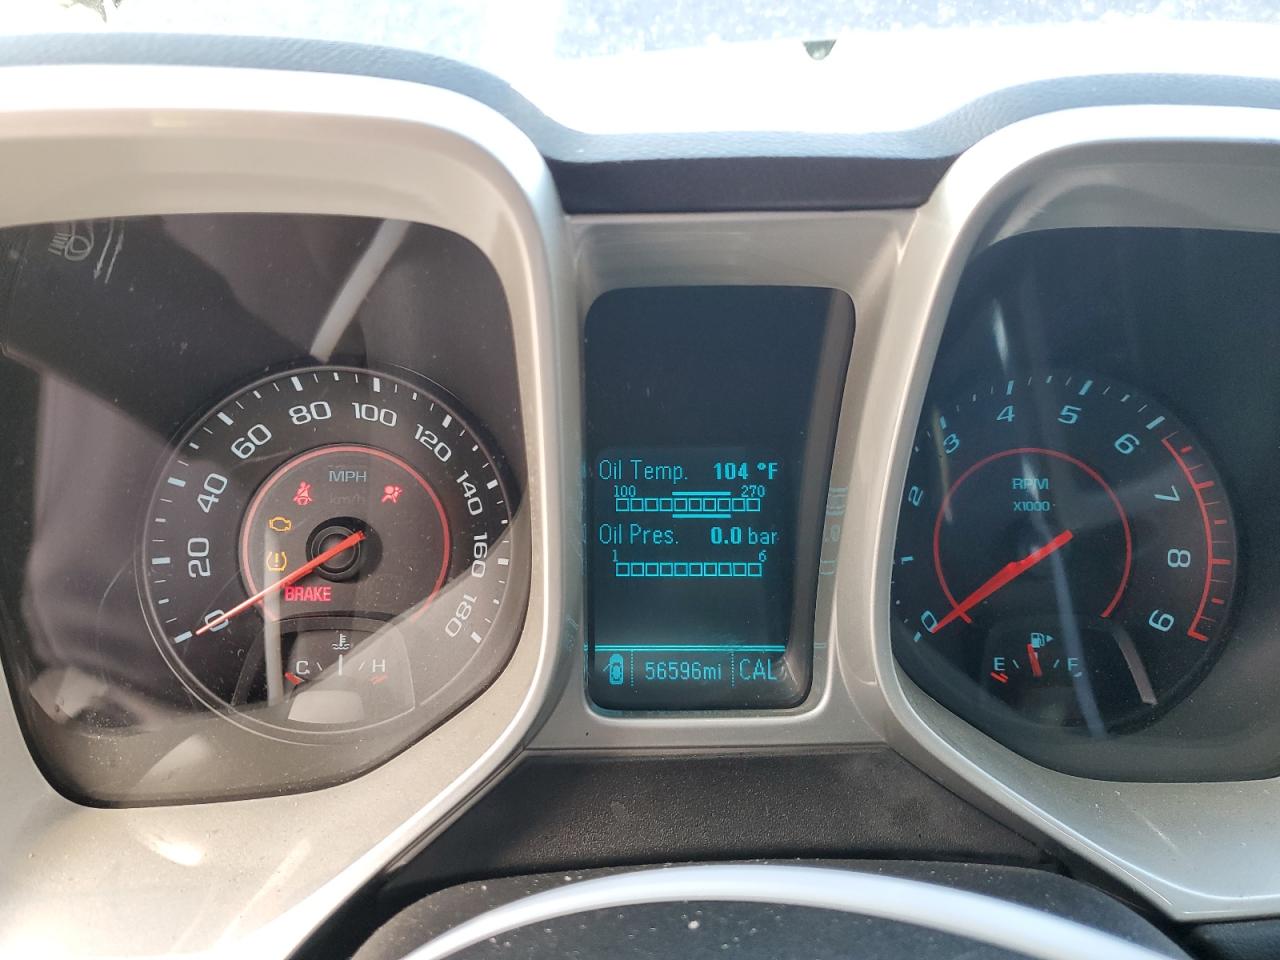 0
20
40
60
80
100
120
140
160
180
MPH
km/h
BRAKE
C
H
Oil Temp. 104 °F
100 270
Oil Pres. 0.0 bar
1 6
56596mi CAL
0
1
2
3
4
5
6
7
8
9
RPM
X1000
E
F